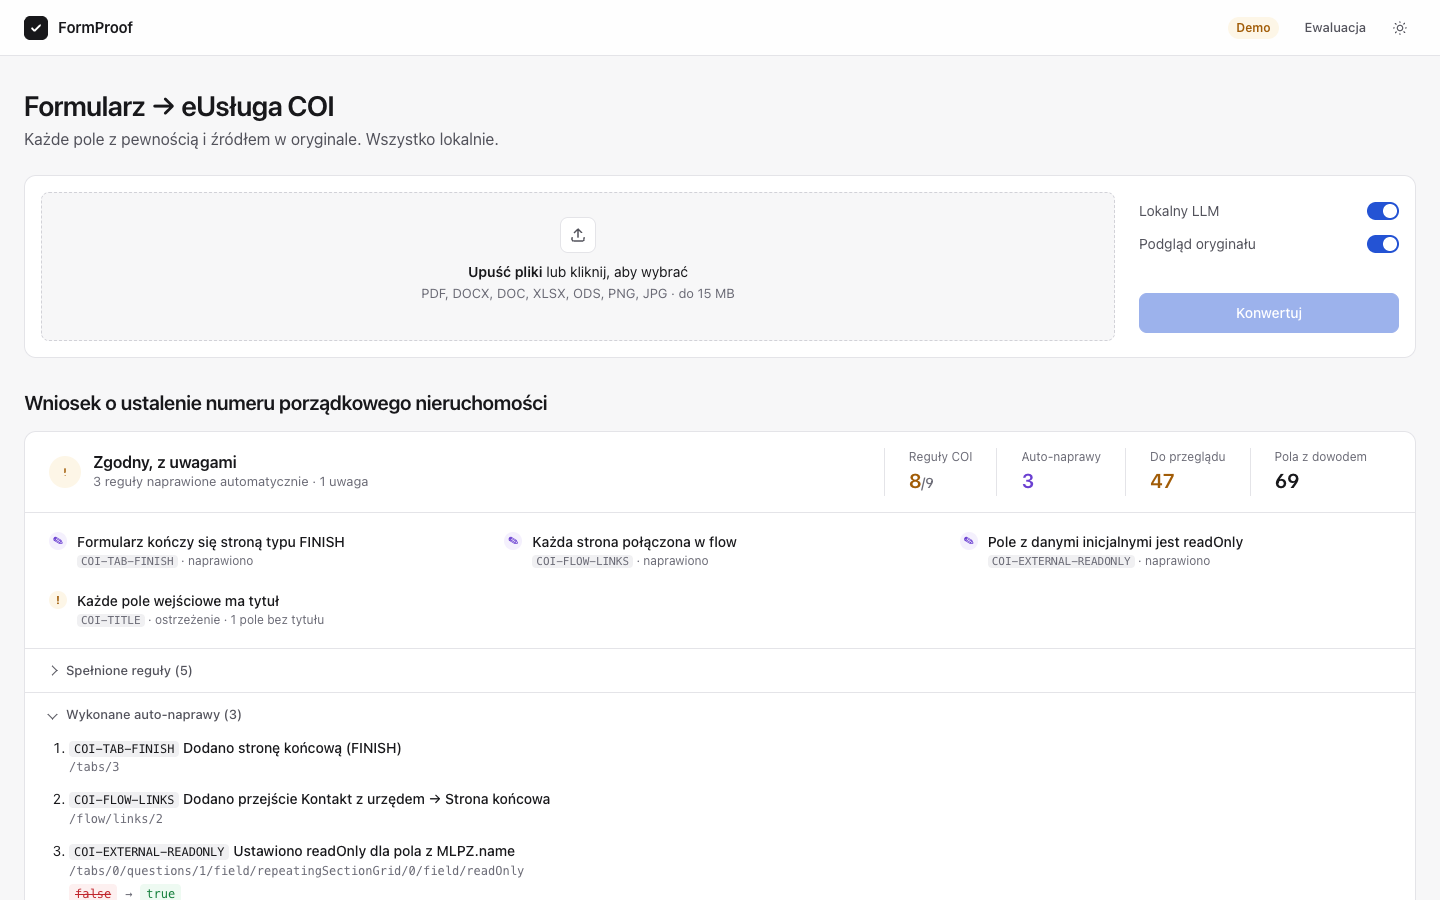 FormProof
Demo
Ewaluacja
Formularz → eUsługa COI
Każde pole z pewnością i źródłem w oryginale. Wszystko lokalnie.
Upuść pliki lub kliknij, aby wybrać
PDF, DOCX, DOC, XLSX, ODS, PNG, JPG · do 15 MB
Lokalny LLM
Podgląd oryginału
Konwertuj
Wniosek o ustalenie numeru porządkowego nieruchomości
! Zgodny, z uwagami
3 reguły naprawione automatycznie · 1 uwaga
Reguły COI
8/9
Auto-naprawy
3
Do przeglądu
47
Pola z dowodem
69
Formularz kończy się stroną typu FINISH
COI-TAB-FINISH · naprawiono
Każda strona połączona w flow
COI-FLOW-LINKS · naprawiono
Pole z danymi inicjalnymi jest readOnly
COI-EXTERNAL-READONLY · naprawiono
! Każde pole wejściowe ma tytuł
COI-TITLE · ostrzeżenie · 1 pole bez tytułu
Spełnione reguły (5)
Wykonane auto-naprawy (3)
1. COI-TAB-FINISH Dodano stronę końcową (FINISH)
/tabs/3
2. COI-FLOW-LINKS Dodano przejście Kontakt z urzędem → Strona końcowa
/flow/links/2
3. COI-EXTERNAL-READONLY Ustawiono readOnly dla pola z MLPZ.name
/tabs/0/questions/1/field/repeatingSectionGrid/0/field/readOnly
false → true